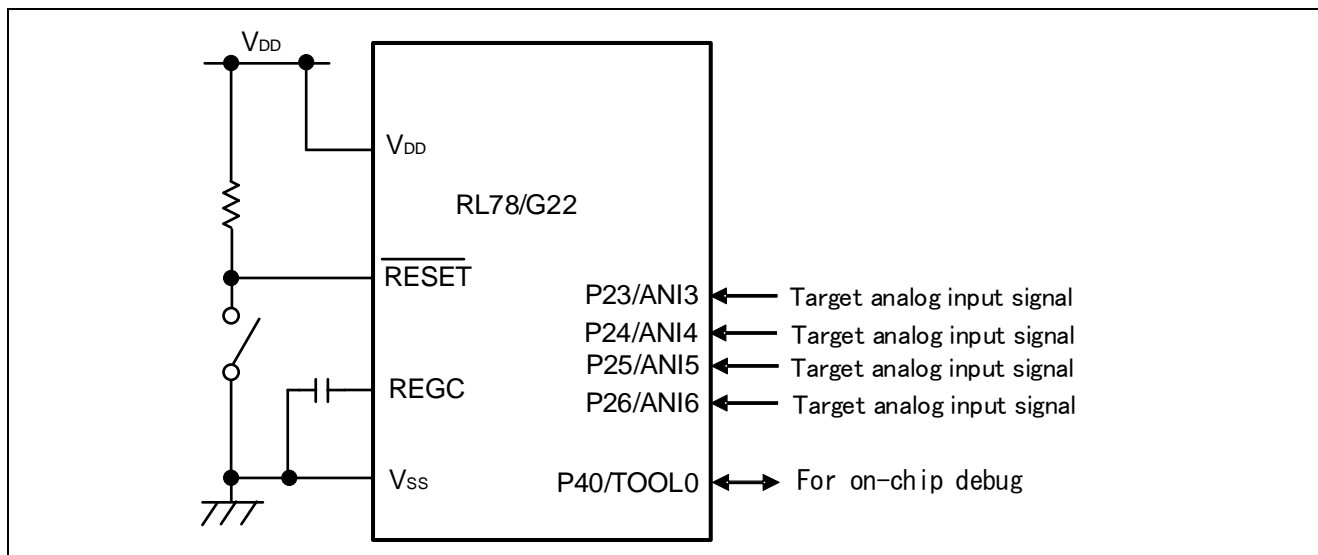 VDD
VDD
RL78/G22
RESET
P23/ANI3 Target analog input signal
P24/ANI4 Target analog input signal
P25/ANI5 Target analog input signal
REGC
P26/ANI6 Target analog input signal
VSS
P40/TOOL0 For on-chip debug